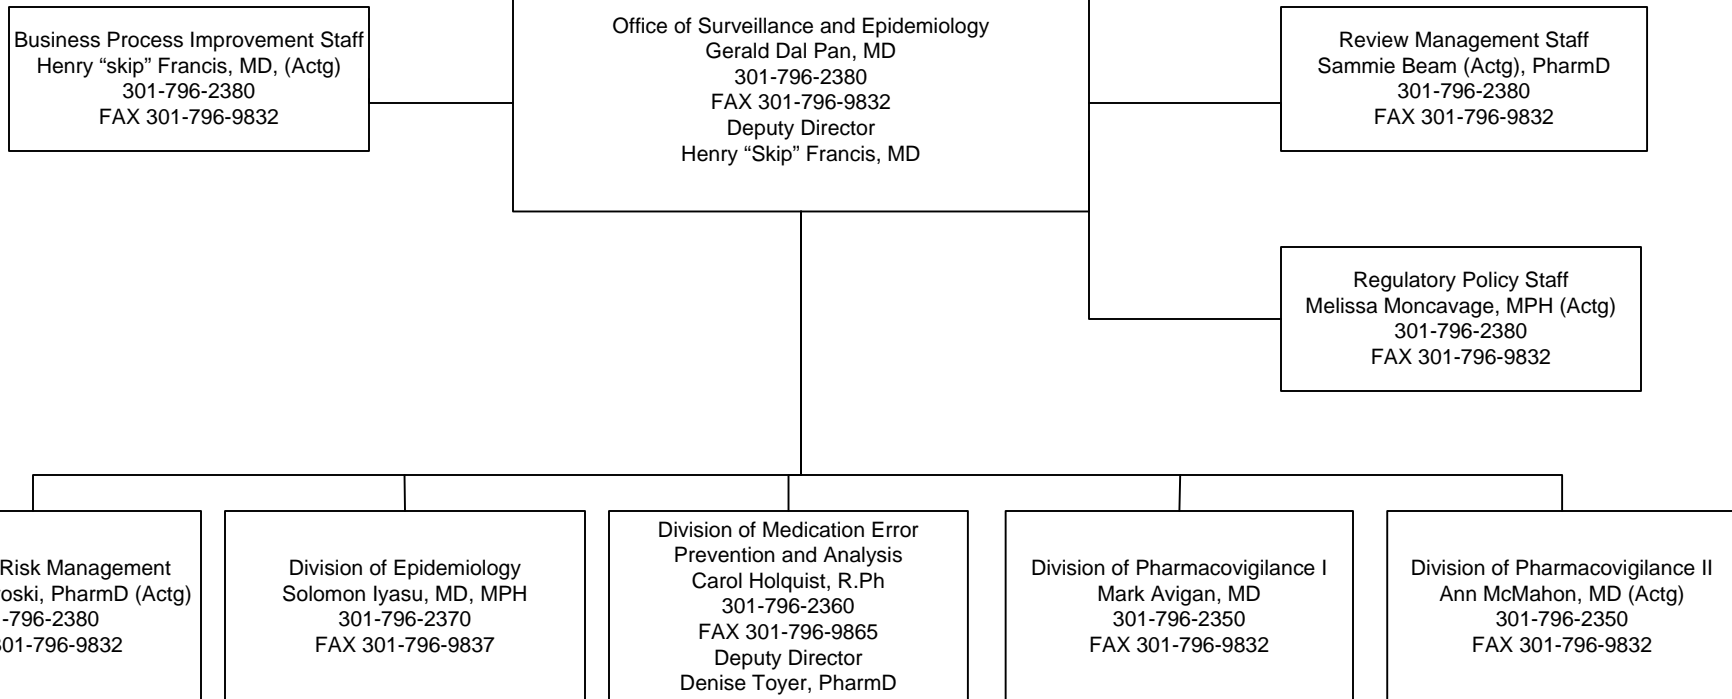 Business Process Improvement Staff
Henry “skip” Francis, MD, (Actg)
301-796-2380
FAX 301-796-9832
Office of Surveillance and Epidemiology
Gerald Dal Pan, MD
301-796-2380
FAX 301-796-9832
Deputy Director
Henry “Skip” Francis, MD
Review Management Staff
Sammie Beam (Actg), PharmD
301-796-2380
FAX 301-796-9832
Regulatory Policy Staff
Melissa Moncavage, MPH (Actg)
301-796-2380
FAX 301-796-9832
Risk Management
PharmD (Actg)
-796-2380
01-796-9832
Division of Epidemiology
Solomon Iyasu, MD, MPH
301-796-2370
FAX 301-796-9837
Division of Medication Error
Prevention and Analysis
Carol Holquist, R.Ph
301-796-2360
FAX 301-796-9865
Deputy Director
Denise Toyer, PharmD
Division of Pharmacovigilance I
Mark Avigan, MD
301-796-2350
FAX 301-796-9832
Division of Pharmacovigilance II
Ann McMahon, MD (Actg)
301-796-2350
FAX 301-796-9832